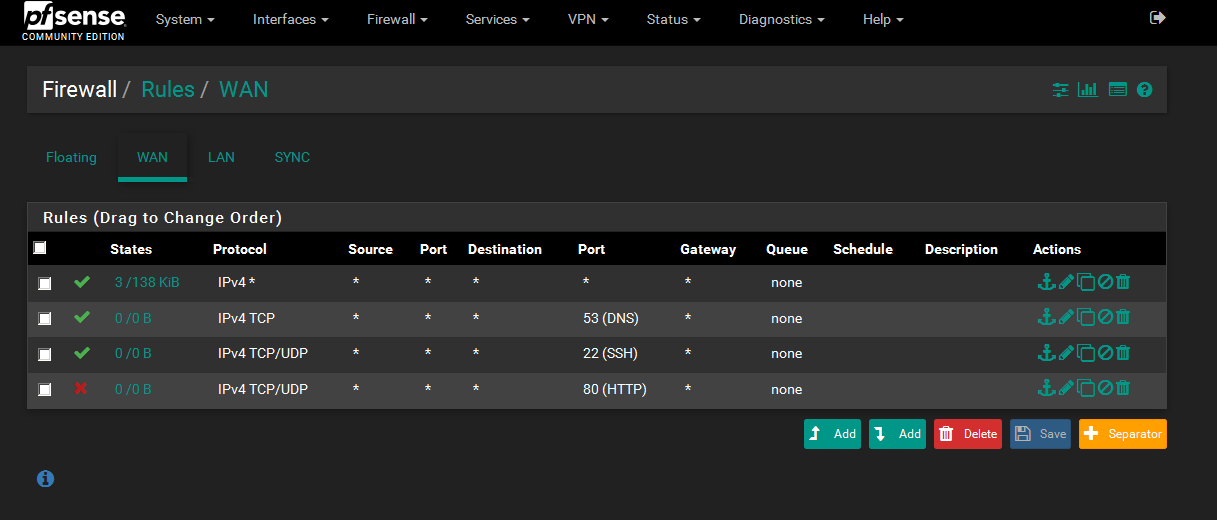 pfsense System Interfaces Firewall Services VPN Status Diagnostics Help
COMMUNITY EDITION
Firewall / Rules / WAN
Floating WAN LAN SYNC
Rules (Drag to Change Order)
States Protocol Source Port Destination Port Gateway Queue Schedule Description Actions
3 /138 KiB IPv4 * * * * * * none
0 /0 B IPv4 TCP * * * 53 (DNS) * none
0 /0 B IPv4 TCP/UDP * * * 22 (SSH) * none
0 /0 B IPv4 TCP/UDP * * * 80 (HTTP) * none
Add Add Delete Save Separator